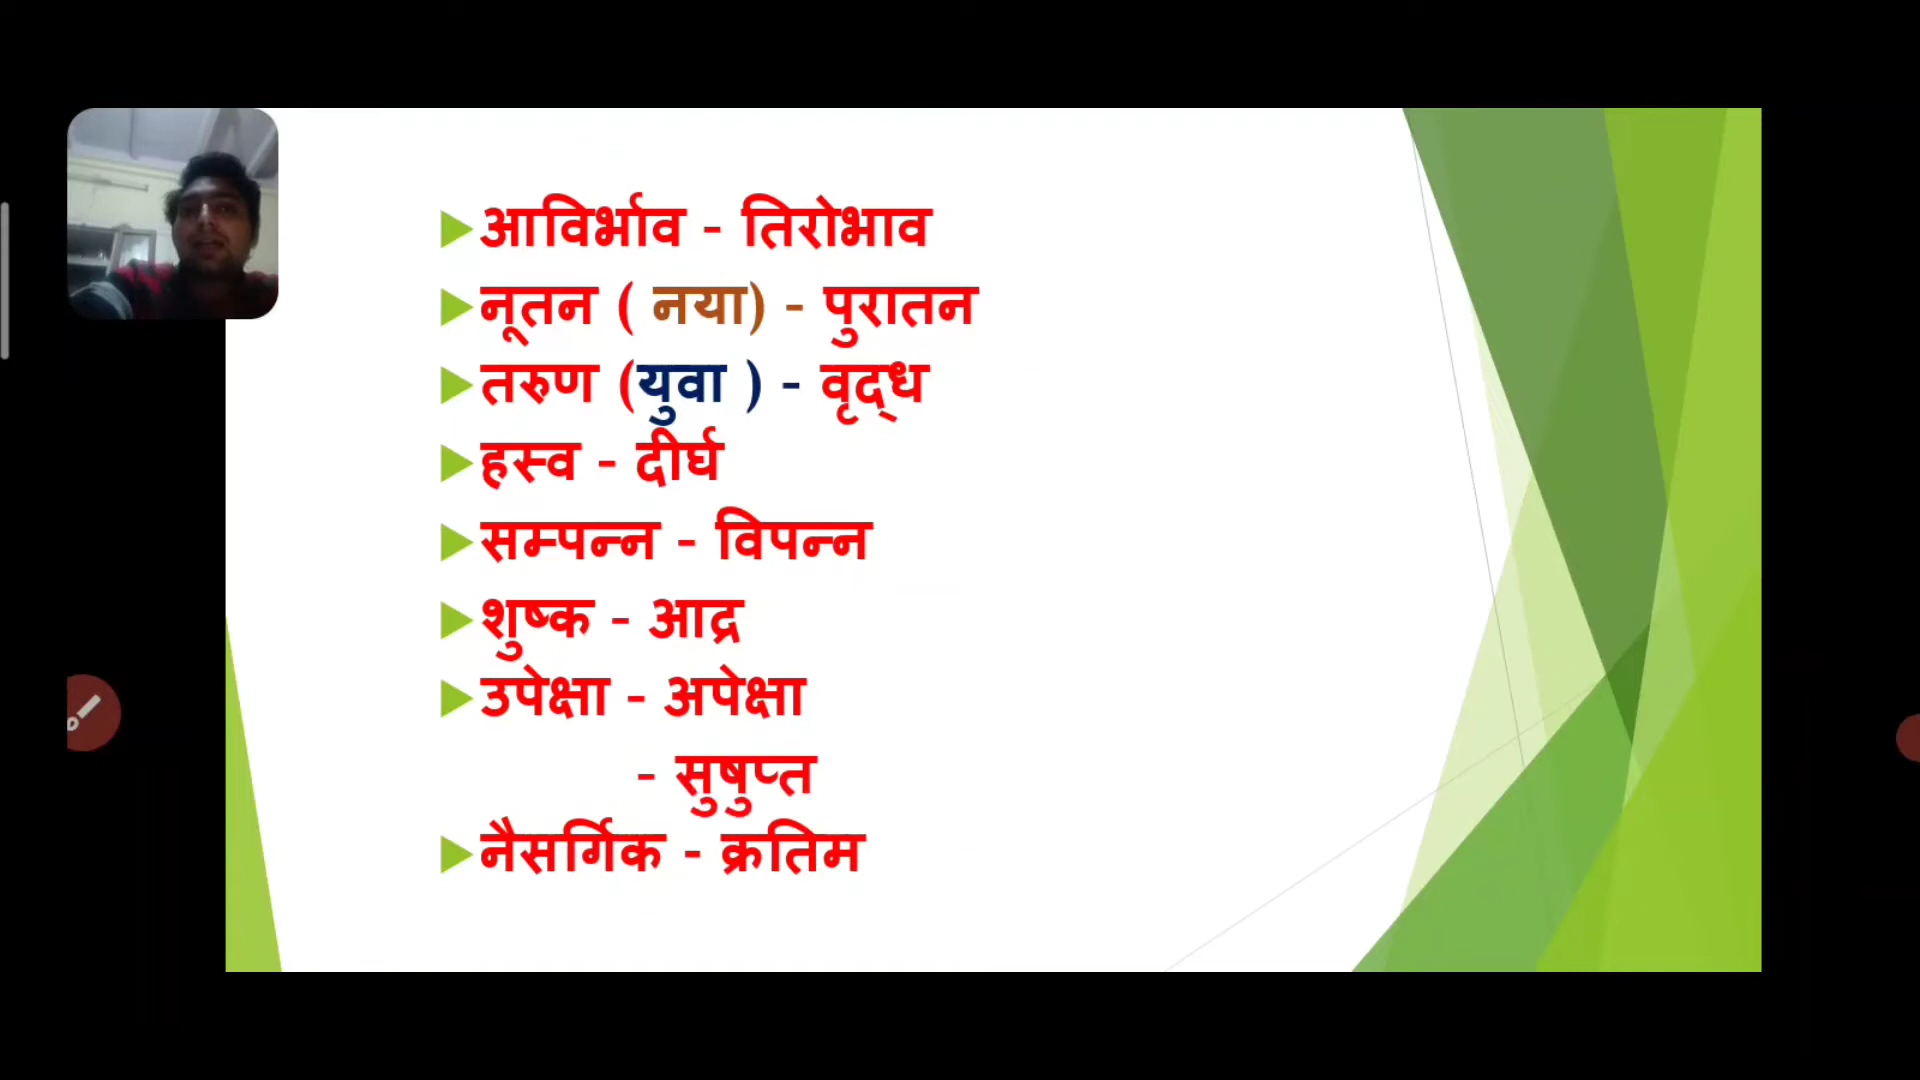 आविर्भाव - तिरोभाव
नूतन ( नया) - पुरातन
तरुण (युवा ) - वृद्‌ध
हस्व - दीर्घ
सम्पन्न - विपन्न
शुष्क - आद्र
उपेक्षा - अपेक्षा
- सुषुप्त
नैसर्गिक - क्रतिम